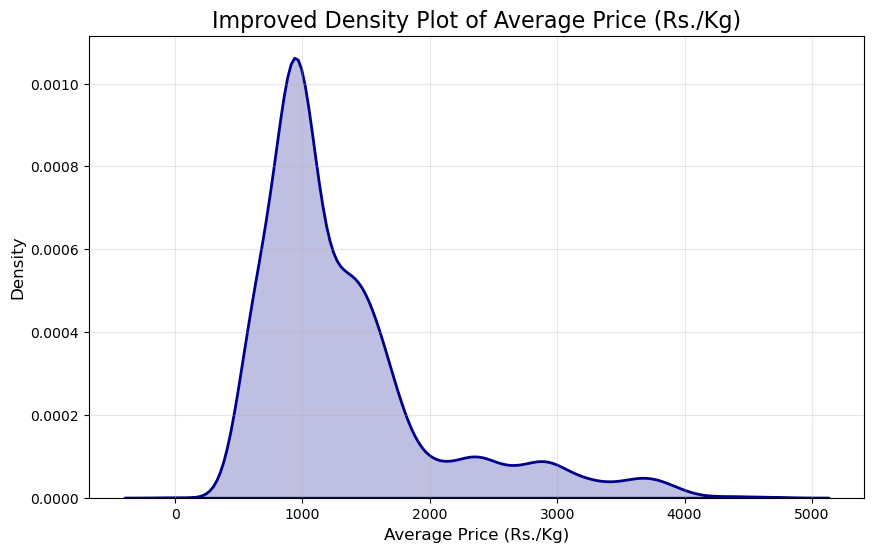 Improved Density Plot of Average Price (Rs./Kg)
0.0010
0.0008
0.0006
0.0004
0.0002
0.0000
Density
0 1000 2000 3000 4000 5000
Average Price (Rs./Kg)